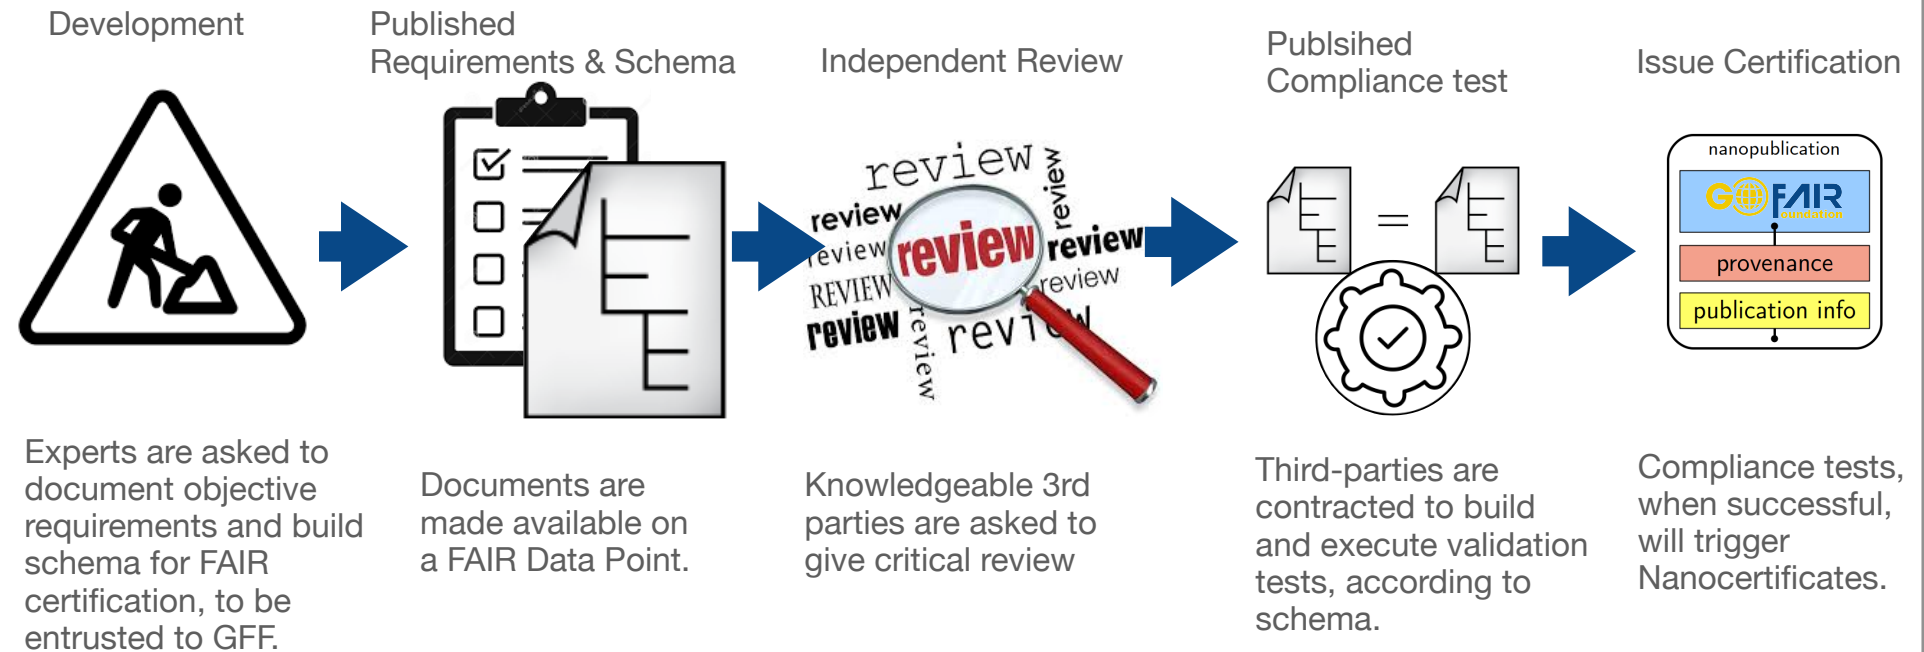 Development
Published
Requirements & Schema
Independent Review
Publsihed
Compliance test
Issue Certification
review
review
review
review
review
review
REVIEW
review
review
review
review
nanopublication
GO FAIR
foundation
provenance
publication info
=
Experts are asked to
document objective
requirements and build
schema for FAIR
certification, to be
entrusted to GFF.
Documents are
made available on
a FAIR Data Point.
Knowledgeable 3rd
parties are asked to
give critical review
Third-parties are
contracted to build
and execute validation
tests, according to
schema.
Compliance tests,
when successful,
will trigger
Nanocertificates.